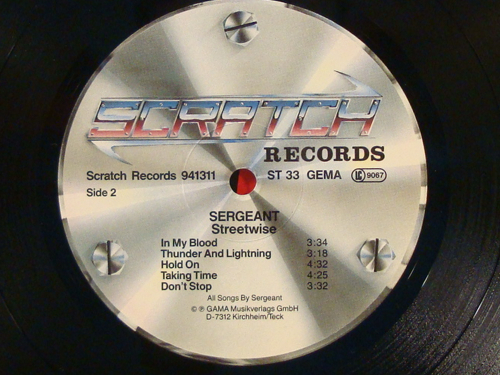 SCRATCH
RECORDS
Scratch Records 941311 ST 33 GEMA LC 9067
Side 2
SERGEANT
Streetwise
In My Blood 3:34
Thunder And Lightning 3:18
Hold On 4:32
Taking Time 4:25
Don't Stop 3:32
All Songs By Sergeant
© ℗ GAMA Musikverlags GmbH
D-7312 Kirchheim/Teck